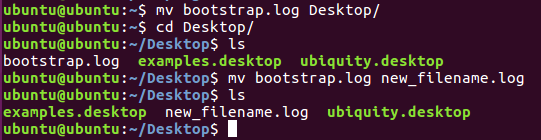 ubuntu@ubuntu:~$ mv bootstrap.log Desktop/
ubuntu@ubuntu:~$ cd Desktop/
ubuntu@ubuntu:~/Desktop$ ls
bootstrap.log  examples.desktop  ubiquity.desktop
ubuntu@ubuntu:~/Desktop$ mv bootstrap.log new_filename.log
ubuntu@ubuntu:~/Desktop$ ls
examples.desktop  new_filename.log  ubiquity.desktop
ubuntu@ubuntu:~/Desktop$